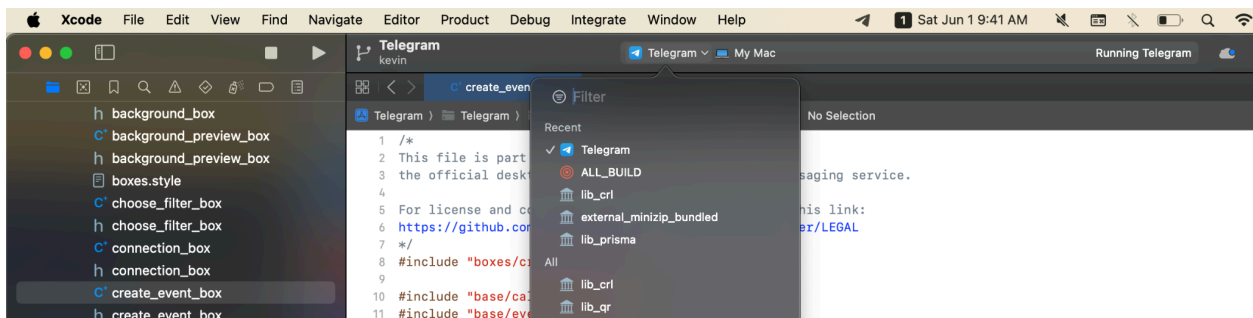 Xcode File Edit View Find Navigate Editor Product Debug Integrate Window Help 1 Sat Jun 1 9:41 AM
Telegram
kevin
Telegram My Mac
Running Telegram
background_box
C+ background_preview_box
h background_preview_box
boxes.style
C+ choose_filter_box
h choose_filter_box
C+ connection_box
h connection_box
C+ create_event_box
h create_event_box
C+ create_even
Telegram Telegram
No Selection
1 /*
2 This file is part
3 the official deskt
saging service.
4
5 For license and co
his link:
6 https://github.co
er/LEGAL
7 */
8 #include "boxes/c
9
10 #include "base/ca
11 #include "base/eve
Filter
Recent
Telegram
ALL_BUILD
lib_crl
external_minizip_bundled
lib_prisma
All
lib_crl
lib_qr